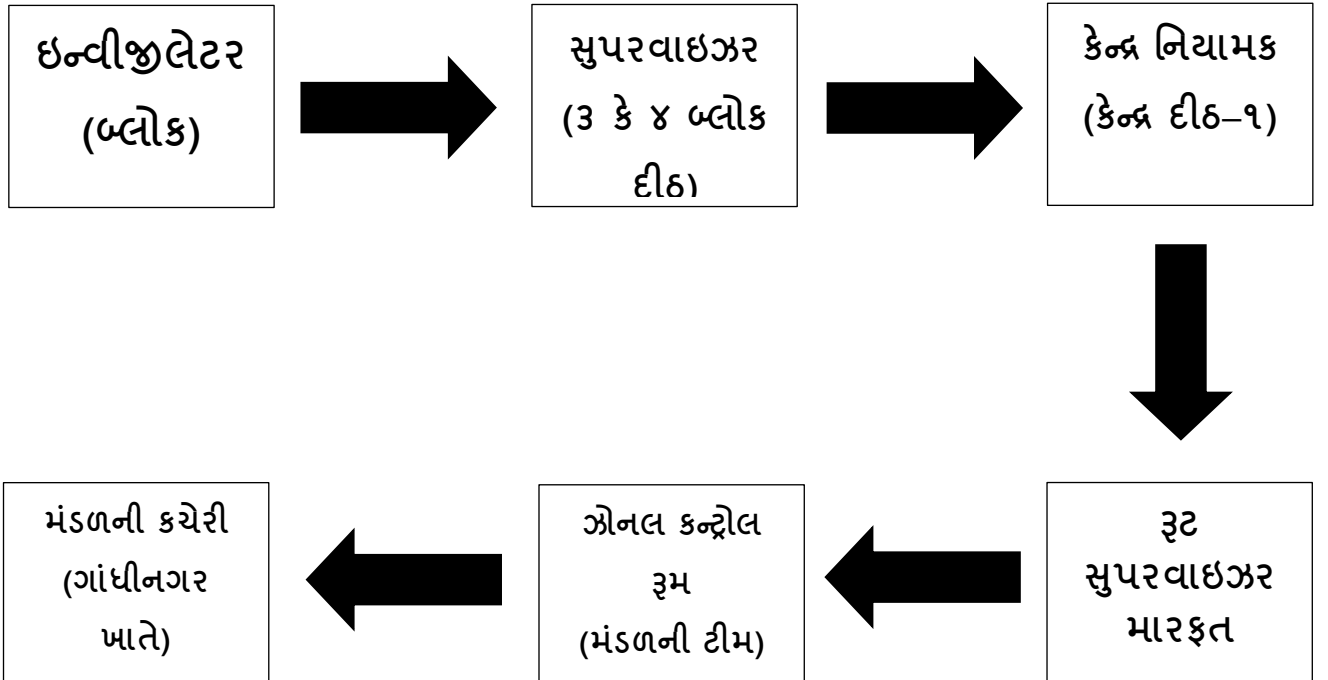 ઇન્વીજીલેટર
(બ્લોક)
સુપરવાઇઝર
(૩ કે ૪ બ્લોક
દીઠ)
કેન્દ્ર નિયામક
(કેન્દ્ર દીઠ–૧)
રૂટ
સુપરવાઇઝર
મારફત
ઝોનલ કન્ટ્રોલ
રૂમ
(મંડળની ટીમ)
મંડળની કચેરી
(ગાંધીનગર
ખાતે)